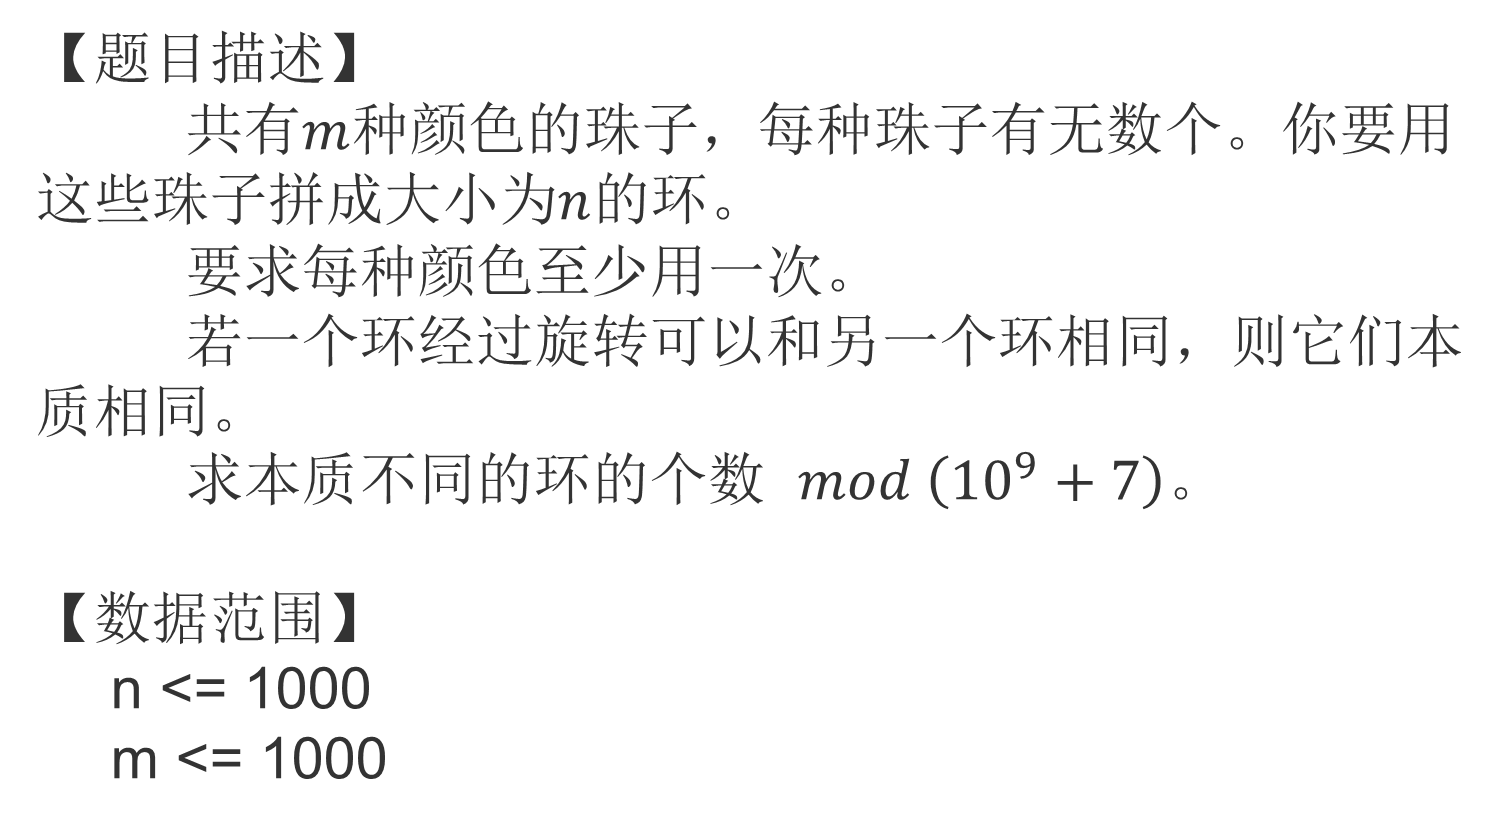 【题目描述】
共有m种颜色的珠子，每种珠子有无数个。你要用
这些珠子拼成大小为n的环。
要求每种颜色至少用一次。
若一个环经过旋转可以和另一个环相同，则它们本
质相同。
求本质不同的环的个数 mod (10⁹ + 7)。
【数据范围】
n <= 1000
m <= 1000